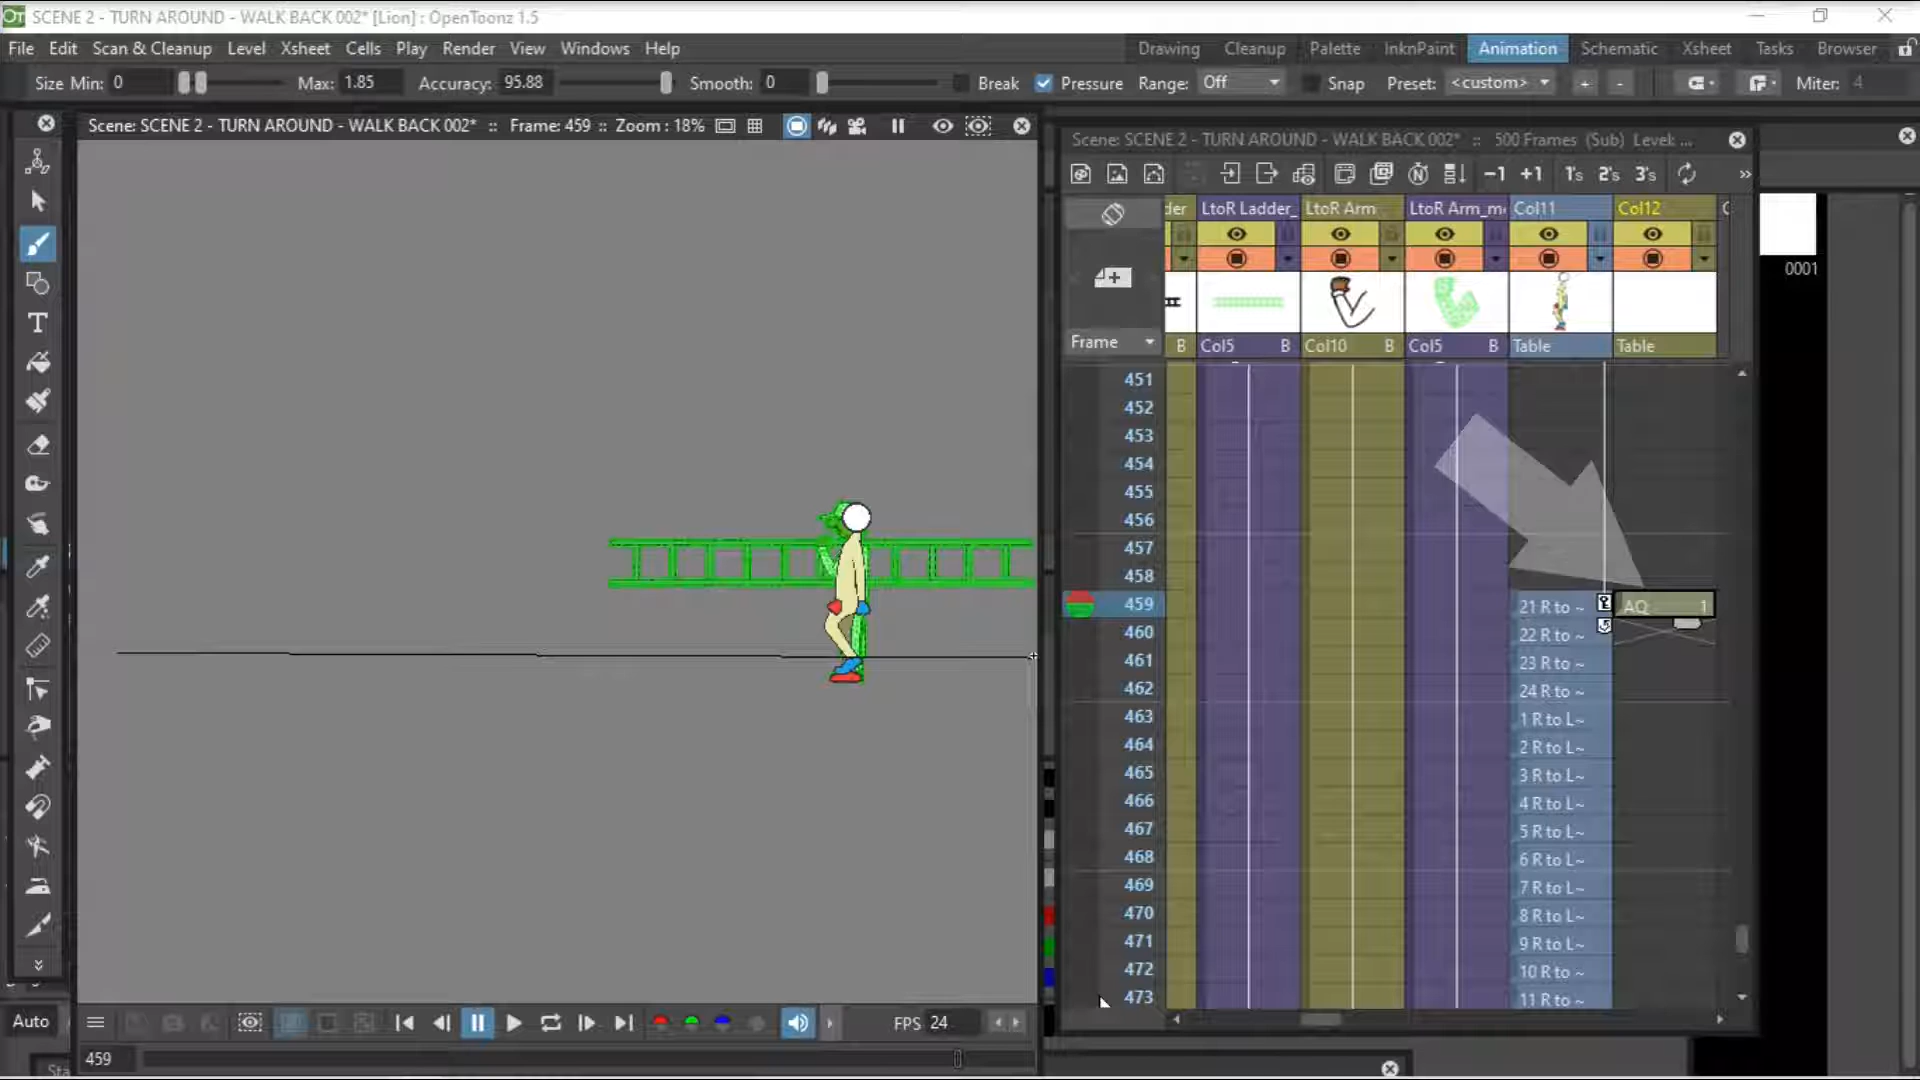 SCENE 2 - TURN AROUND - WALK BACK 002* [Lion] : OpenToonz 1.5
File Edit Scan & Cleanup Level Xsheet Cells Play Render View Windows Help
Drawing Cleanup Palette InknPaint Animation Schematic Xsheet Tasks Browser
Size Min: 0 Max: 1.85 Accuracy: 95.88 Smooth: 0 Break Pressure Range: Off Snap Preset: <custom> + - Miter: 4
Scene: SCENE 2 - TURN AROUND - WALK BACK 002* :: Frame: 459 :: Zoom : 18%
Scene: SCENE 2 - TURN AROUND - WALK BACK 002* :: 500 Frames (Sub) Level: ...
-1 +1 1's 2's 3's »
der LtoR Ladder_ LtoR Arm LtoR Arm_m Col11 Col12
0001
Frame B Col5 B Col10 B Col5 B Table Table
451
452
453
454
455
456
457
458
459 21 R to ~ AQ 1
460 22 R to ~
461 23 R to ~
462 24 R to ~
463 1 R to L~
464 2 R to L~
465 3 R to L~
466 4 R to L~
467 5 R to L~
468 6 R to L~
469 7 R to L~
470 8 R to L~
471 9 R to L~
472 10 R to ~
473 11 R to ~
Auto FPS 24
459
Sta